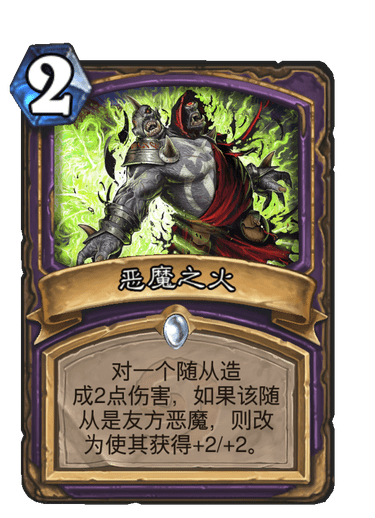 2
恶魔之火
对一个随从造
成2点伤害，如果该随
从是友方恶魔，则改
为使其获得+2/+2。